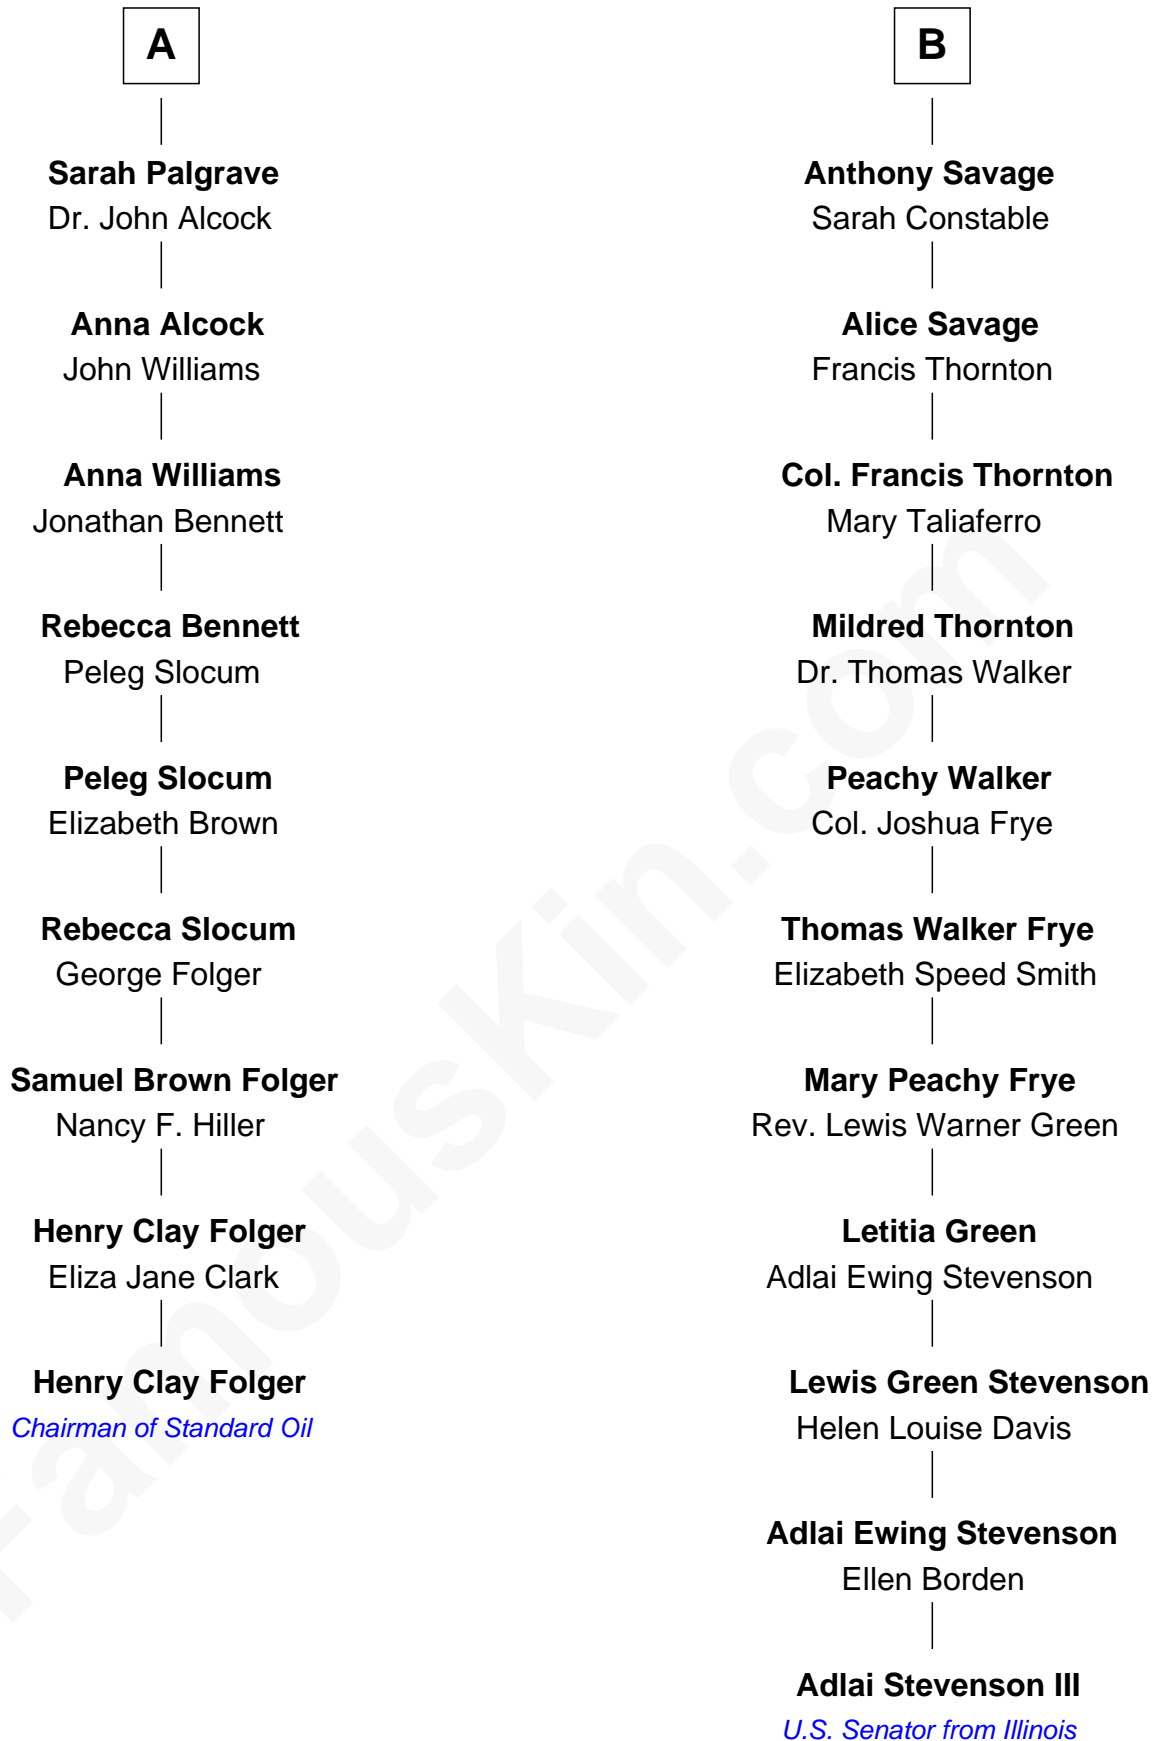 A
Sarah Palgrave
Dr. John Alcock
Anna Alcock
John Williams
Anna Williams
Jonathan Bennett
Rebecca Bennett
Peleg Slocum
Peleg Slocum
Elizabeth Brown
Rebecca Slocum
George Folger
Samuel Brown Folger
Nancy F. Hiller
Henry Clay Folger
Eliza Jane Clark
Henry Clay Folger
Chairman of Standard Oil
B
Anthony Savage
Sarah Constable
Alice Savage
Francis Thornton
Col. Francis Thornton
Mary Taliaferro
Mildred Thornton
Dr. Thomas Walker
Peachy Walker
Col. Joshua Frye
Thomas Walker Frye
Elizabeth Speed Smith
Mary Peachy Frye
Rev. Lewis Warner Green
Letitia Green
Adlai Ewing Stevenson
Lewis Green Stevenson
Helen Louise Davis
Adlai Ewing Stevenson
Ellen Borden
Adlai Stevenson III
U.S. Senator from Illinois
FamousKin.com